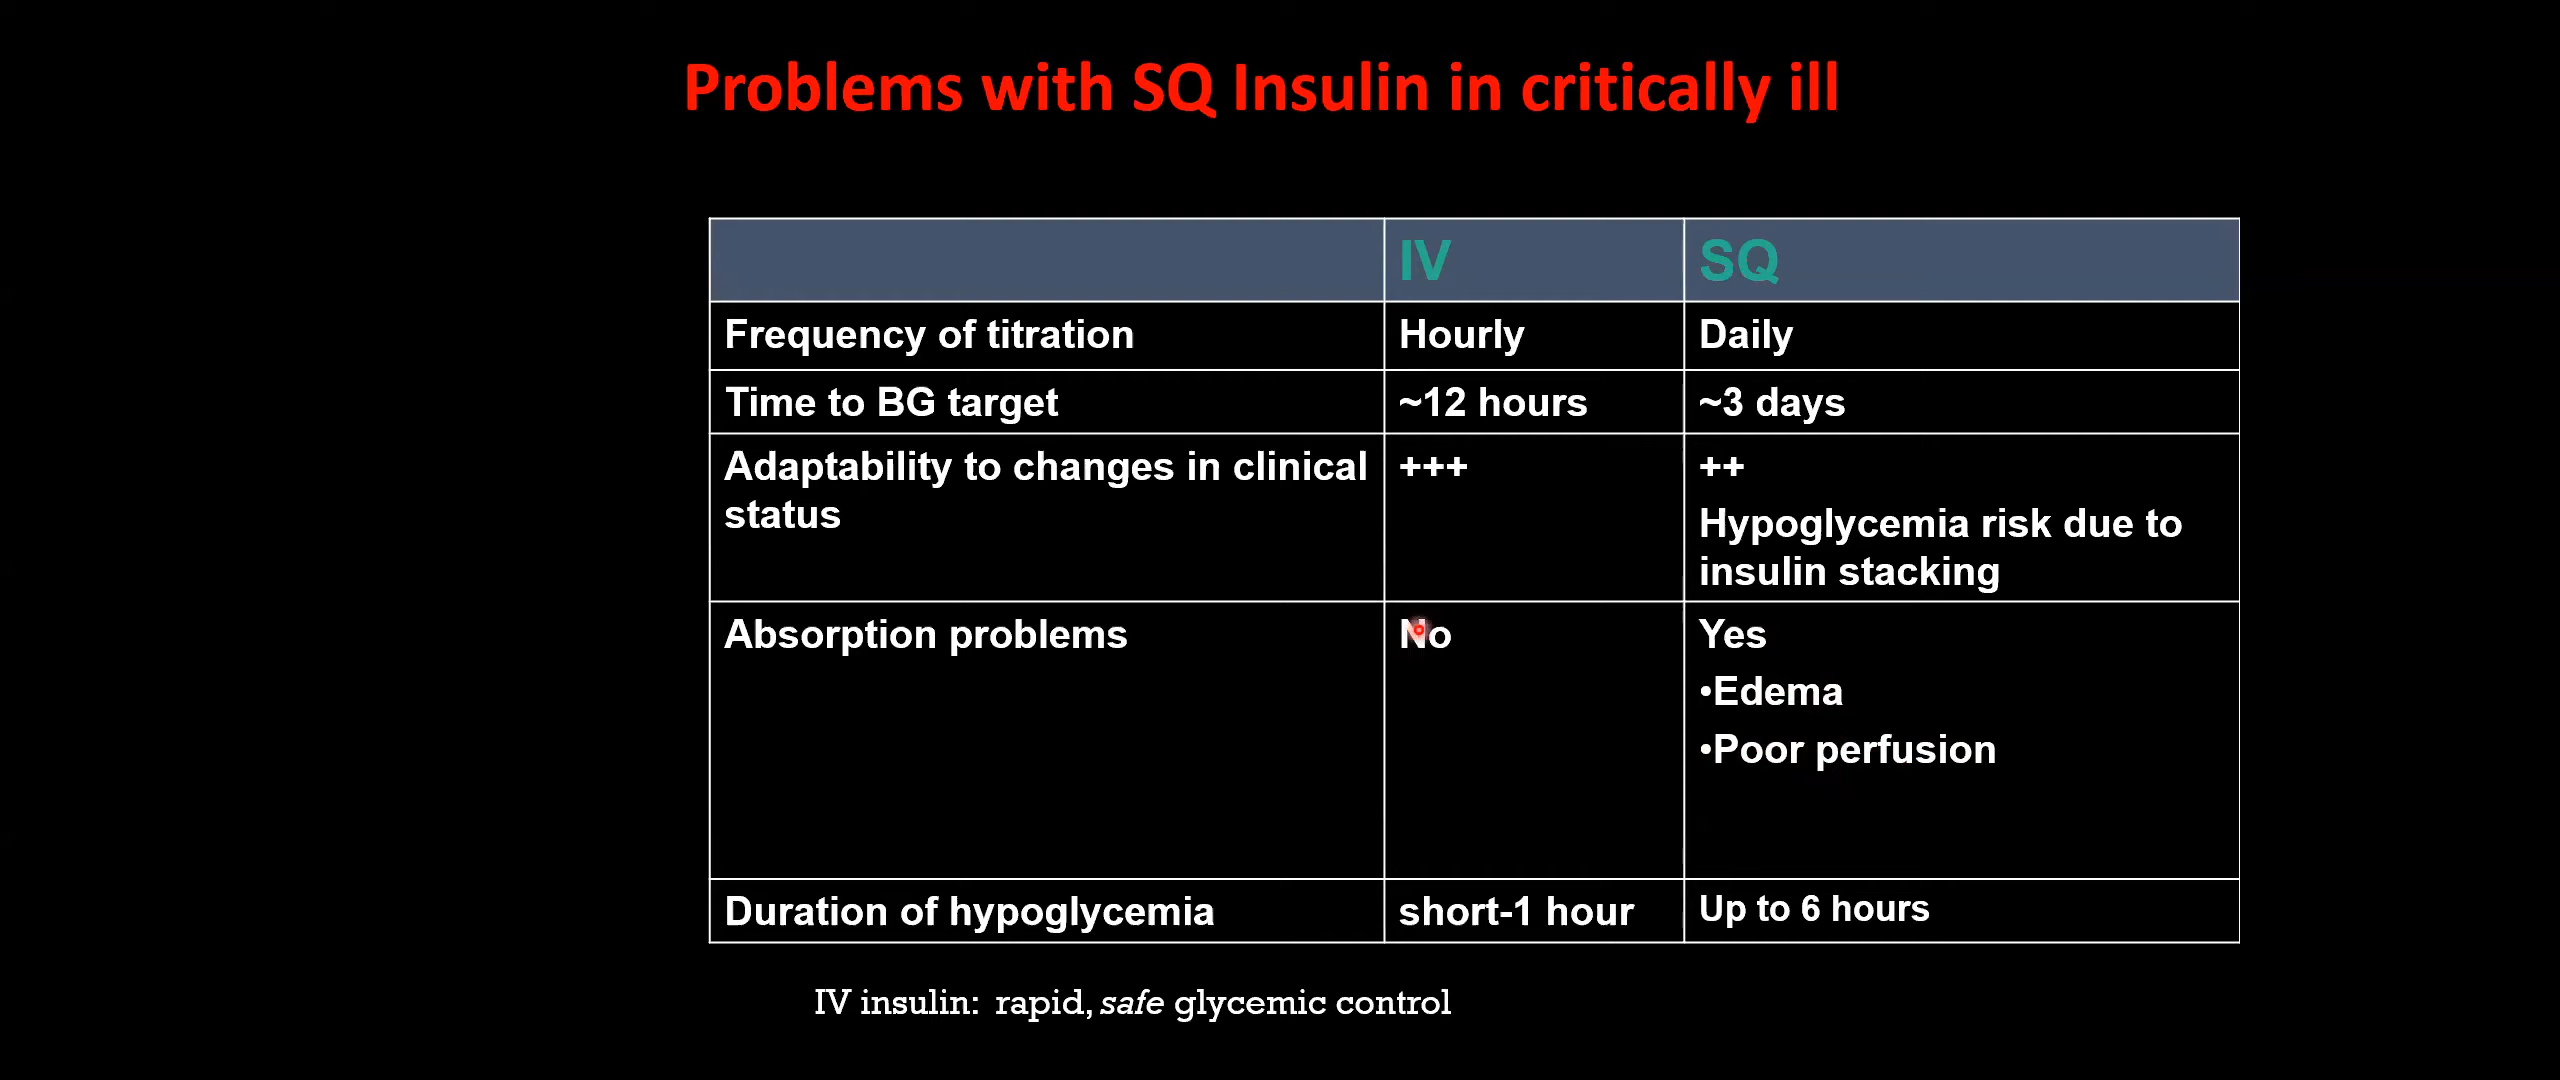 Problems with SQ Insulin in critically ill
IV SQ
Frequency of titration Hourly Daily
Time to BG target ~12 hours ~3 days
Adaptability to changes in clinical +++ ++
status Hypoglycemia risk due to
insulin stacking
Absorption problems No Yes
•Edema
•Poor perfusion
Duration of hypoglycemia short-1 hour Up to 6 hours
IV insulin: rapid, safe glycemic control